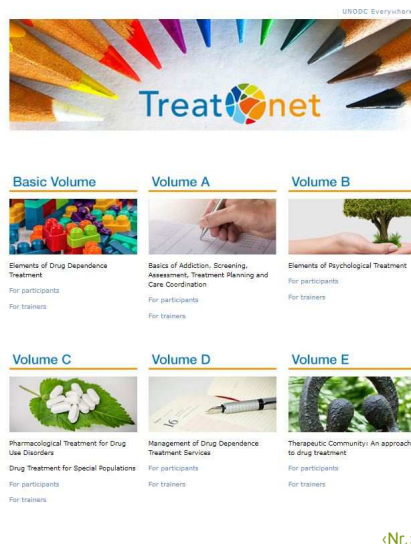 UNODC Everywhere
Treatnet
Basic Volume
Elements of Drug Dependence
Treatment
For participants
For trainers
Volume A
Basics of Addiction, Screening,
Assessment, Treatment Planning and
Care Coordination
For participants
For trainers
Volume B
Elements of Psychological Treatment
For participants
For trainers
Volume C
Pharmacological Treatment for Drug
Use Disorders
Drug Treatment for Special Populations
For participants
For trainers
Volume D
16
Management of Drug Dependence
Treatment Services
For participants
For trainers
Volume E
Therapeutic Community: An approach
to drug treatment
For participants
For trainers
‹Nr.